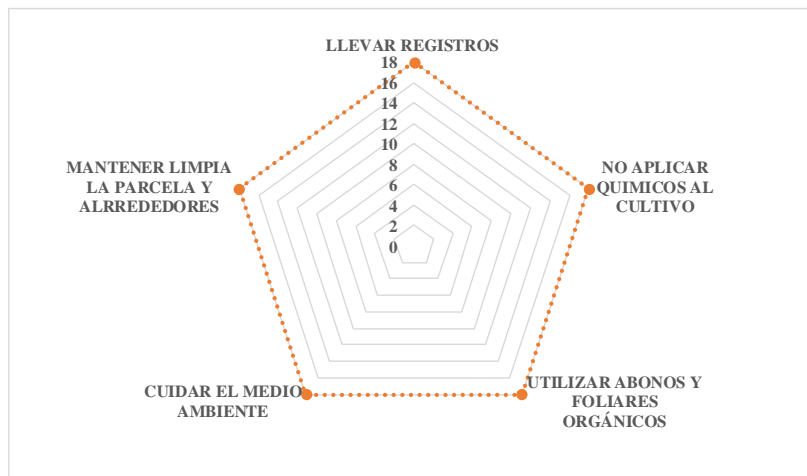 LLEVAR REGISTROS
18
16
14
12
10
8
6
4
2
0
NO APLICAR
QUIMICOS AL
CULTIVO
UTILIZAR ABONOS Y
FOLIARES
ORGÁNICOS
CUIDAR EL MEDIO
AMBIENTE
MANTENER LIMPIA
LA PARCELA Y
ALRREDEDORES